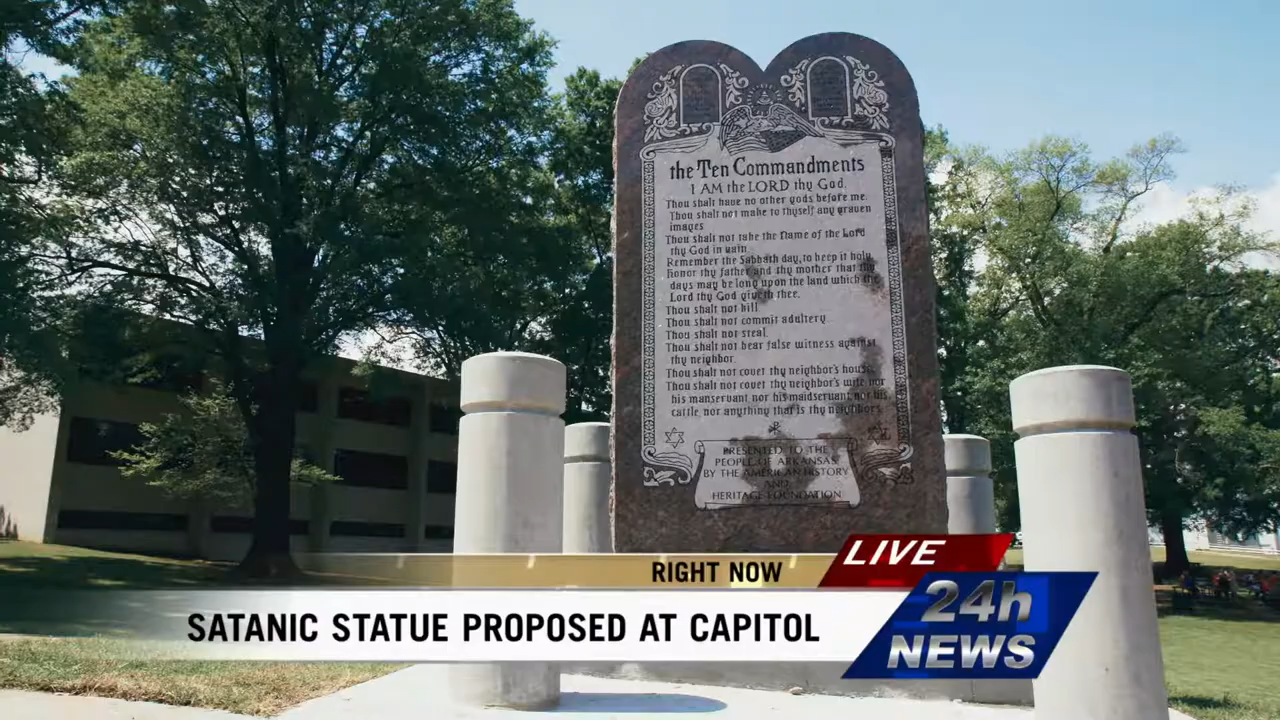 the Ten Commandments
I AM the LORD thy God.
Thou shalt have no other gods before me.
Thou shalt not make to thyself any graven
images
Thou shalt not take the Name of the Lord
thy God in vain.
Remember the Sabbath day, to keep it holy.
Honor thy father and thy mother that thy
days may be long upon the land which the
Lord thy God giveth thee.
Thou shalt not kill.
Thou shalt not commit adultery.
Thou shalt not steal.
Thou shalt not bear false witness against
thy neighbor.
Thou shalt not covet thy neighbor's house.
Thou shalt not covet thy neighbor's wife nor
his manservant nor his maidservant nor his
cattle nor anything that is thy neighbors.
PRESENTED TO THE
PEOPLE OF ARKANSAS
BY THE AMERICAN HISTORY
AND
HERITAGE FOUNDATION
RIGHT NOW
LIVE
SATANIC STATUE PROPOSED AT CAPITOL
24h
NEWS